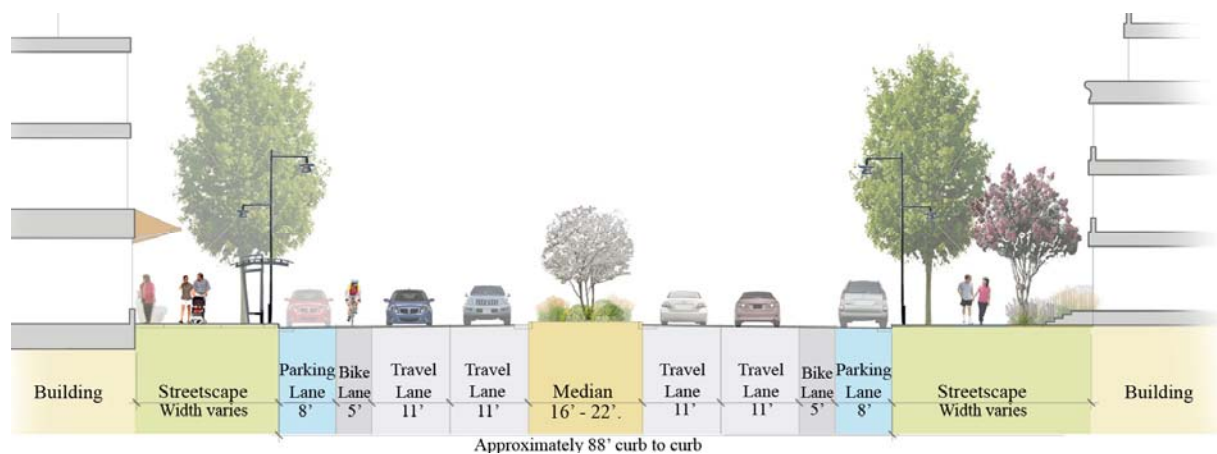 Building
Streetscape
Width varies
Parking
Lane
8'
Bike
Lane
5'
Travel
Lane
11'
Travel
Lane
11'
Median
16' - 22'.
Travel
Lane
11'
Travel
Lane
11'
Bike
Lane
5'
Parking
Lane
8'
Streetscape
Width varies
Building
Approximately 88' curb to curb